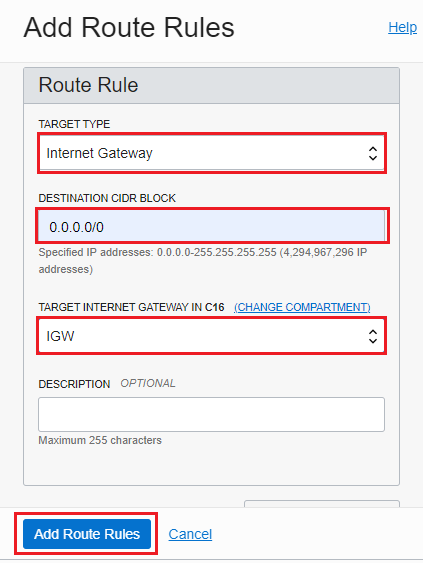 Add Route Rules
Help
Route Rule
TARGET TYPE
Internet Gateway
DESTINATION CIDR BLOCK
0.0.0.0/0
Specified IP addresses: 0.0.0.0-255.255.255.255 (4,294,967,296 IP
addresses)
TARGET INTERNET GATEWAY IN C16 (CHANGE COMPARTMENT)
IGW
DESCRIPTION OPTIONAL
Maximum 255 characters
Add Route Rules Cancel